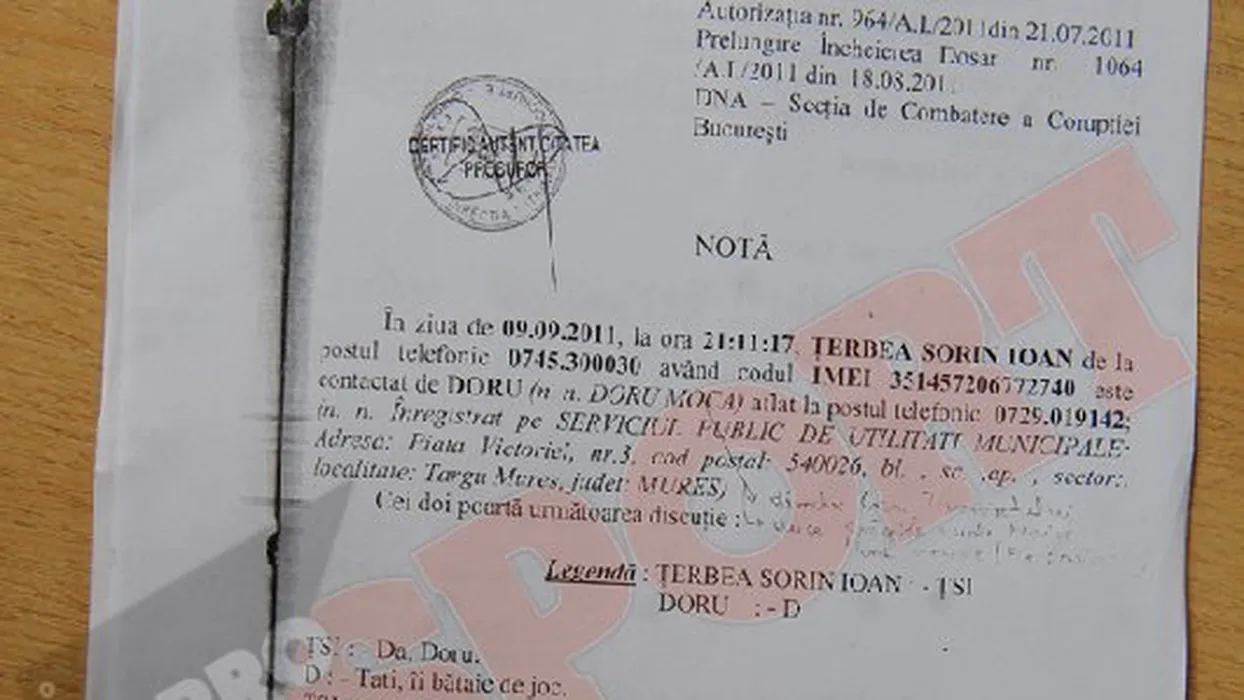 Autorizaţia nr. 964/A.I./2011 din 21.07.2011
Prelungire Încheierea Dosar nr. 1064
/A.I./2011 din 18.08.201
DNA – Secţia de Combatere a Corupţiei
Bucureşti
CERTIFIC AUTENTICITATEA
PROCUROR
DIRECŢIA
NOTĂ
În ziua de 09.09.2011, la ora 21:11:17, ŢERBEA SORIN IOAN de la
postul telefonic 0745.300030 având codul IMEI 351457206772740 este
contactat de DORU (n. n. DORU MOCA) aflat la postul telefonic 0729.019142;
(n. n. Înregistrat pe SERVICIUL PUBLIC DE UTILITATI MUNICIPALE-
Adresa: Piata Victoriei, nr.3, cod postal: 540026, bl. , sc. ,ep. , sector:,
localitate: Targu Mures, judet: MURES)
Cei doi poartă următoarea discuţie :
Legendă : ŢERBEA SORIN IOAN - ŢSI
DORU : - D
ŢSI : - Da, Doru.
D : - Tati, îi bătaie de joc.
PRO SPORT